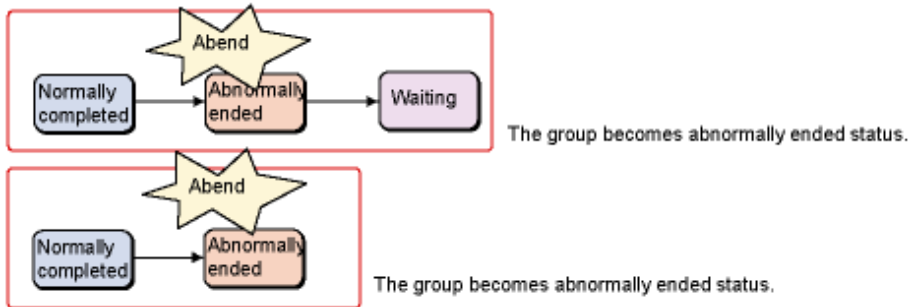 Abend
Normally
completed
Abnormally
ended
Waiting
The group becomes abnormally ended status.
Abend
Normally
completed
Abnormally
ended
The group becomes abnormally ended status.